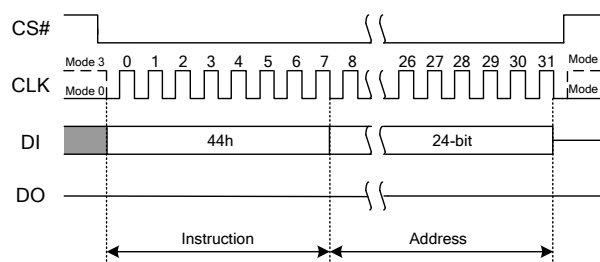 CS#
Mode 3 0 1 2 3 4 5 6 7 8 26 27 28 29 30 31 Mode
CLK
Mode 0 Mode
DI 44h 24-bit
DO
Instruction Address